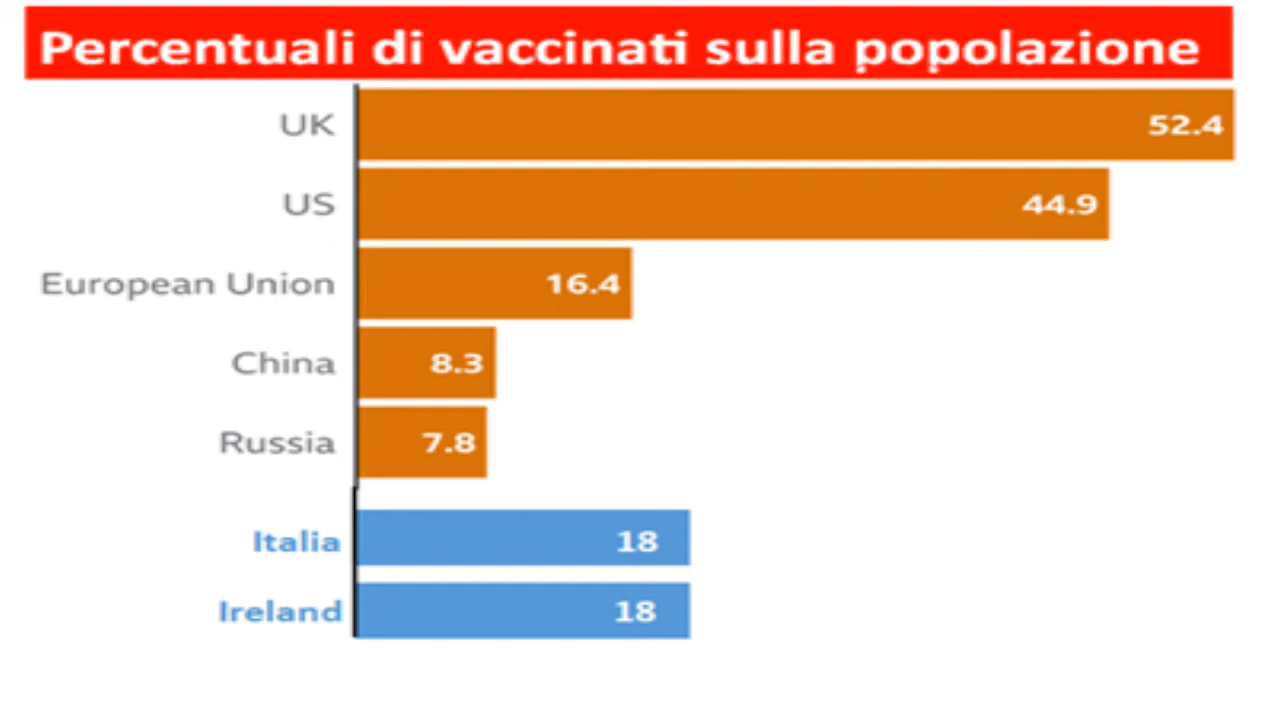 Percentuali di vaccinati sulla popolazione
UK 52.4
US 44.9
European Union 16.4
China 8.3
Russia 7.8
Italia 18
Ireland 18